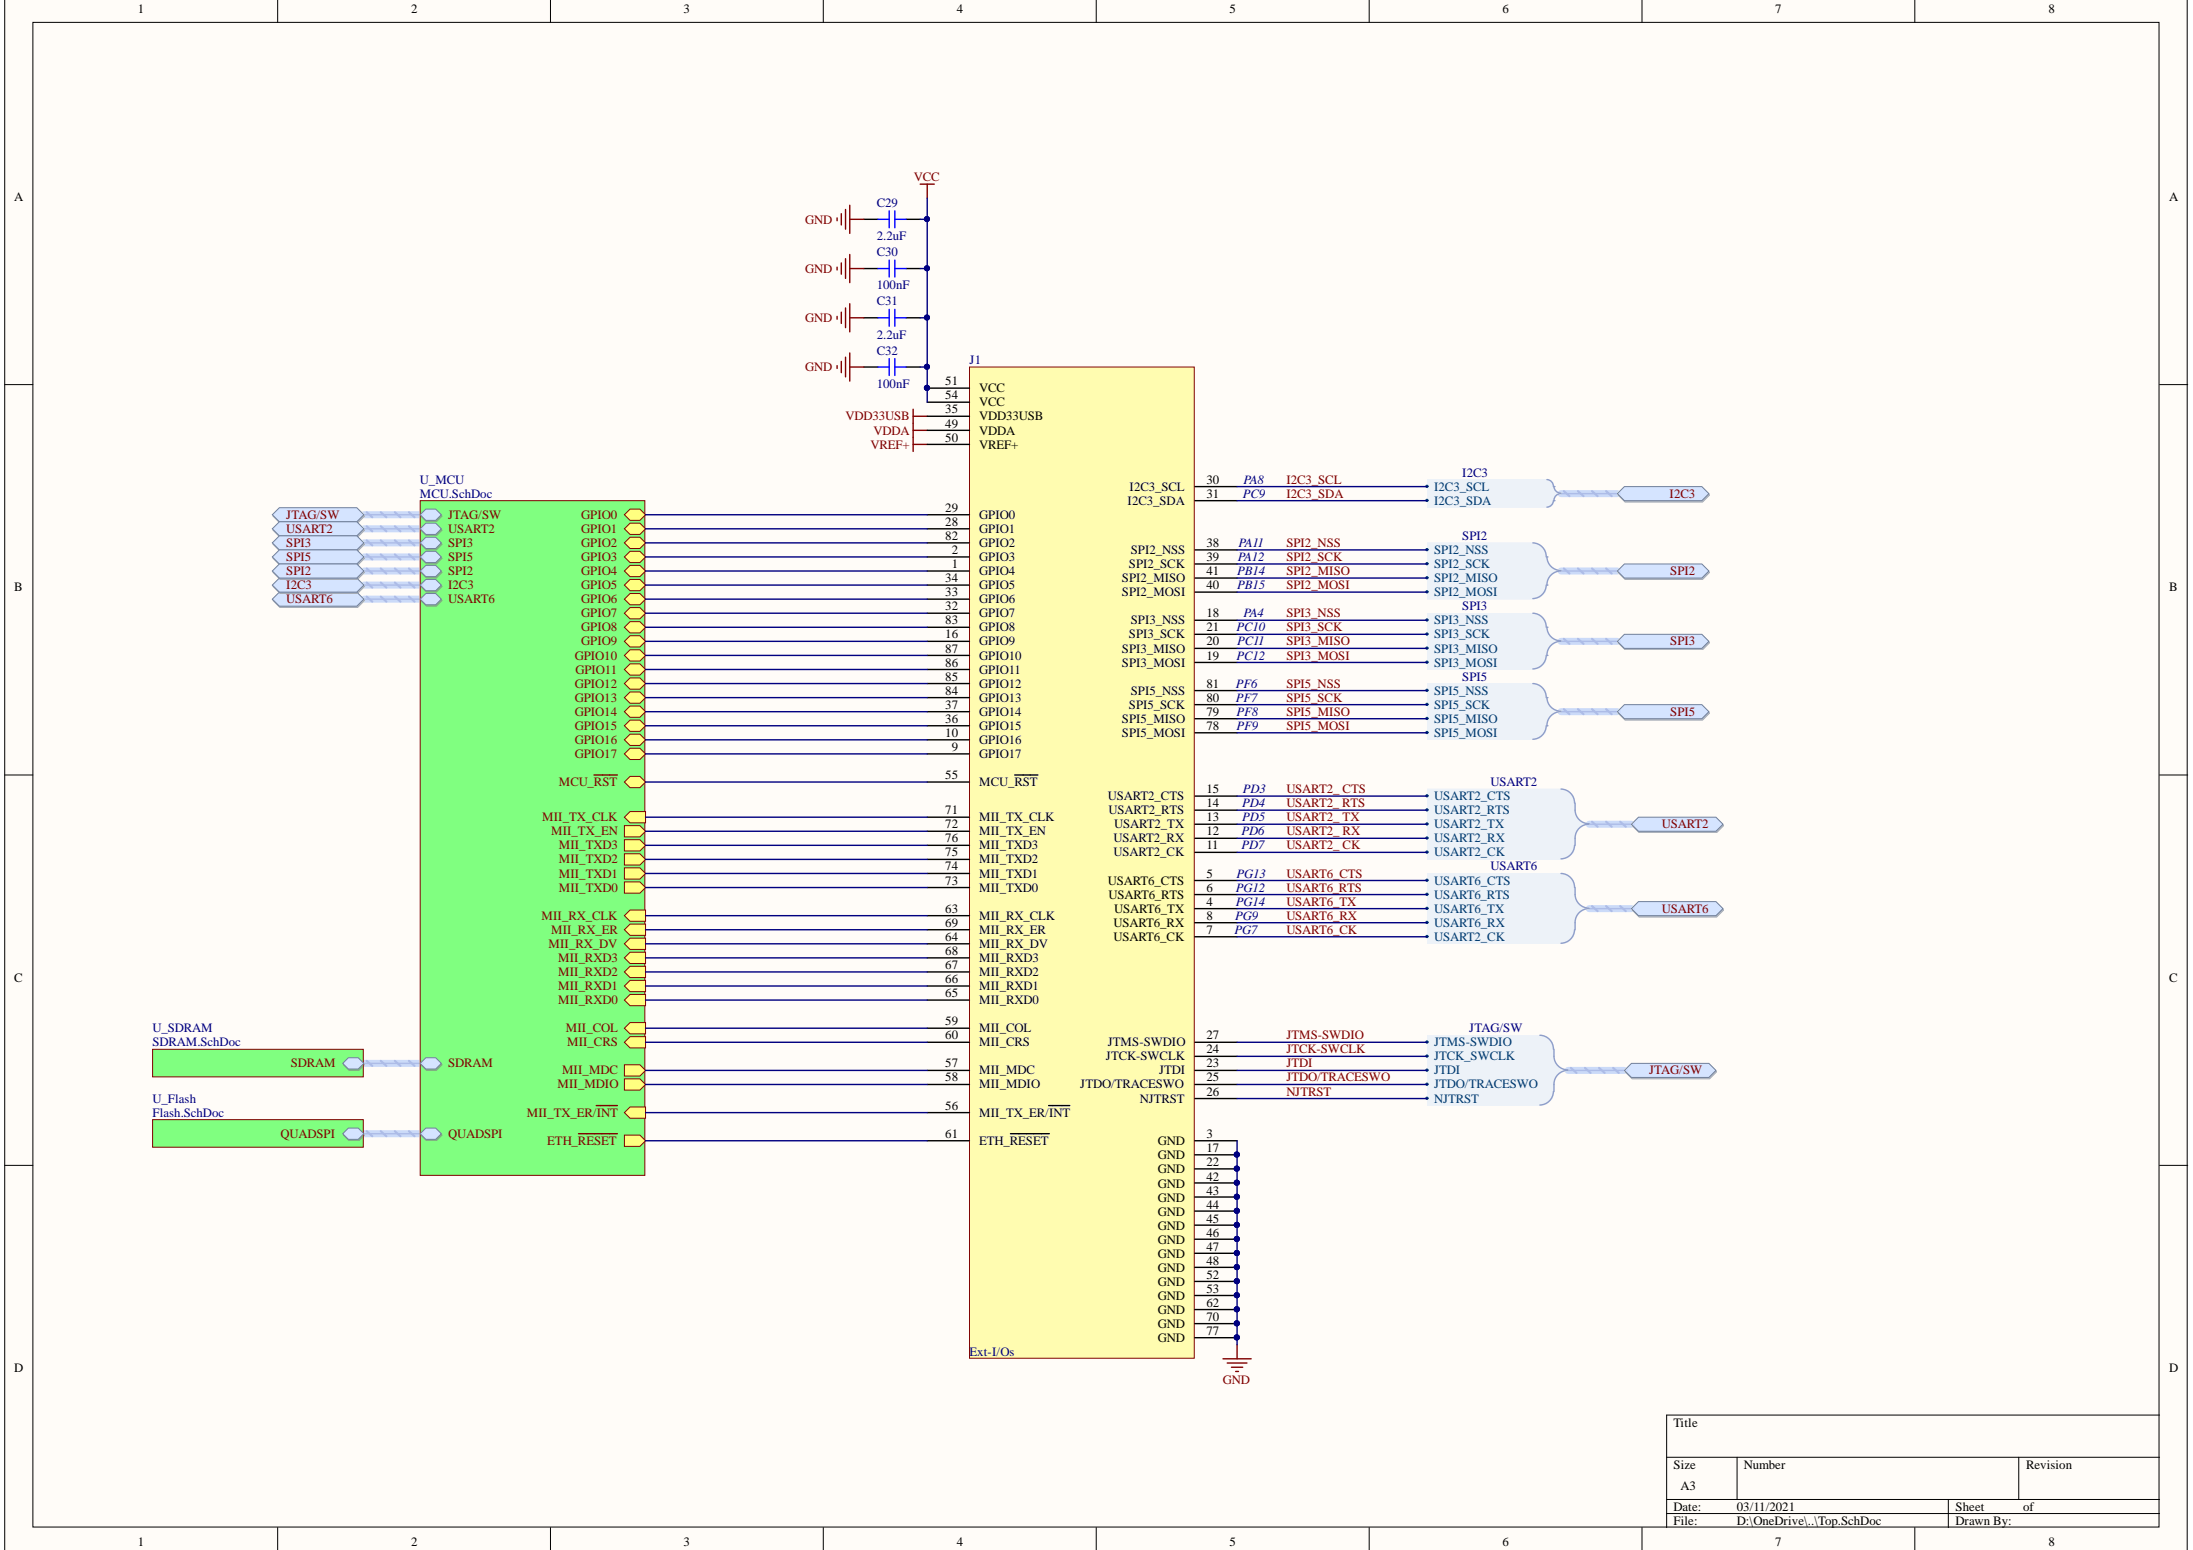 1 2 3 4 5 6 7 8
A A
B B
C C
D D
VCC
GND C29 2.2uF
GND C30 100nF
GND C31 2.2uF
GND C32 100nF
J1
51 VCC
54 VCC
VDD33USB 35 VDD33USB
VDDA 49 VDDA
VREF+ 50 VREF+
U_MCU
MCU.SchDoc
JTAG/SW JTAG/SW
USART2 USART2
SPI3 SPI3
SPI5 SPI5
SPI2 SPI2
I2C3 I2C3
USART6 USART6
GPIO0 29 GPIO0
GPIO1 28 GPIO1
GPIO2 82 GPIO2
GPIO3 2 GPIO3
GPIO4 1 GPIO4
GPIO5 34 GPIO5
GPIO6 33 GPIO6
GPIO7 32 GPIO7
GPIO8 83 GPIO8
GPIO9 16 GPIO9
GPIO10 87 GPIO10
GPIO11 86 GPIO11
GPIO12 85 GPIO12
GPIO13 84 GPIO13
GPIO14 37 GPIO14
GPIO15 36 GPIO15
GPIO16 10 GPIO16
GPIO17 9 GPIO17
MCU_RST 55 MCU_RST
MII_TX_CLK 71 MII_TX_CLK
MII_TX_EN 72 MII_TX_EN
MII_TXD3 76 MII_TXD3
MII_TXD2 75 MII_TXD2
MII_TXD1 74 MII_TXD1
MII_TXD0 73 MII_TXD0
MII_RX_CLK 63 MII_RX_CLK
MII_RX_ER 69 MII_RX_ER
MII_RX_DV 64 MII_RX_DV
MII_RXD3 68 MII_RXD3
MII_RXD2 67 MII_RXD2
MII_RXD1 66 MII_RXD1
MII_RXD0 65 MII_RXD0
MII_COL 59 MII_COL
MII_CRS 60 MII_CRS
MII_MDC 57 MII_MDC
MII_MDIO 58 MII_MDIO
MII_TX_ER/INT 56 MII_TX_ER/INT
ETH_RESET 61 ETH_RESET
U_SDRAM
SDRAM.SchDoc
SDRAM SDRAM
U_Flash
Flash.SchDoc
QUADSPI QUADSPI
I2C3
I2C3_SCL 30 PA8 I2C3_SCL I2C3_SCL
I2C3_SDA 31 PC9 I2C3_SDA I2C3_SDA
I2C3
SPI2
SPI2_NSS 38 PA11 SPI2_NSS SPI2_NSS
SPI2_SCK 39 PA12 SPI2_SCK SPI2_SCK
SPI2_MISO 41 PB14 SPI2_MISO SPI2_MISO
SPI2_MOSI 40 PB15 SPI2_MOSI SPI2_MOSI
SPI2
SPI3
SPI3_NSS 18 PA4 SPI3_NSS SPI3_NSS
SPI3_SCK 21 PC10 SPI3_SCK SPI3_SCK
SPI3_MISO 20 PC11 SPI3_MISO SPI3_MISO
SPI3_MOSI 19 PC12 SPI3_MOSI SPI3_MOSI
SPI3
SPI5
SPI5_NSS 81 PF6 SPI5_NSS SPI5_NSS
SPI5_SCK 80 PF7 SPI5_SCK SPI5_SCK
SPI5_MISO 79 PF8 SPI5_MISO SPI5_MISO
SPI5_MOSI 78 PF9 SPI5_MOSI SPI5_MOSI
SPI5
USART2
USART2_CTS 15 PD3 USART2_CTS USART2_CTS
USART2_RTS 14 PD4 USART2_RTS USART2_RTS
USART2_TX 13 PD5 USART2_TX USART2_TX
USART2_RX 12 PD6 USART2_RX USART2_RX
USART2_CK 11 PD7 USART2_CK USART2_CK
USART2
USART6
USART6_CTS 5 PG13 USART6_CTS USART6_CTS
USART6_RTS 6 PG12 USART6_RTS USART6_RTS
USART6_TX 4 PG14 USART6_TX USART6_TX
USART6_RX 8 PG9 USART6_RX USART6_RX
USART6_CK 7 PG7 USART6_CK USART2_CK
USART6
JTAG/SW
JTMS-SWDIO 27 JTMS-SWDIO JTMS-SWDIO
JTCK-SWCLK 24 JTCK-SWCLK JTCK_SWCLK
JTDI 23 JTDI JTDI
JTDO/TRACESWO 25 JTDO/TRACESWO JTDO/TRACESWO
NJTRST 26 NJTRST NJTRST
JTAG/SW
GND 3
GND 17
GND 22
GND 42
GND 43
GND 44
GND 45
GND 46
GND 47
GND 48
GND 52
GND 53
GND 62
GND 70
GND 77
Ext-I/Os
GND
Title
Size Number Revision
A3
Date: 03/11/2021 Sheet of
File: D:\OneDrive\..\Top.SchDoc Drawn By:
1 2 3 4 5 6 7 8